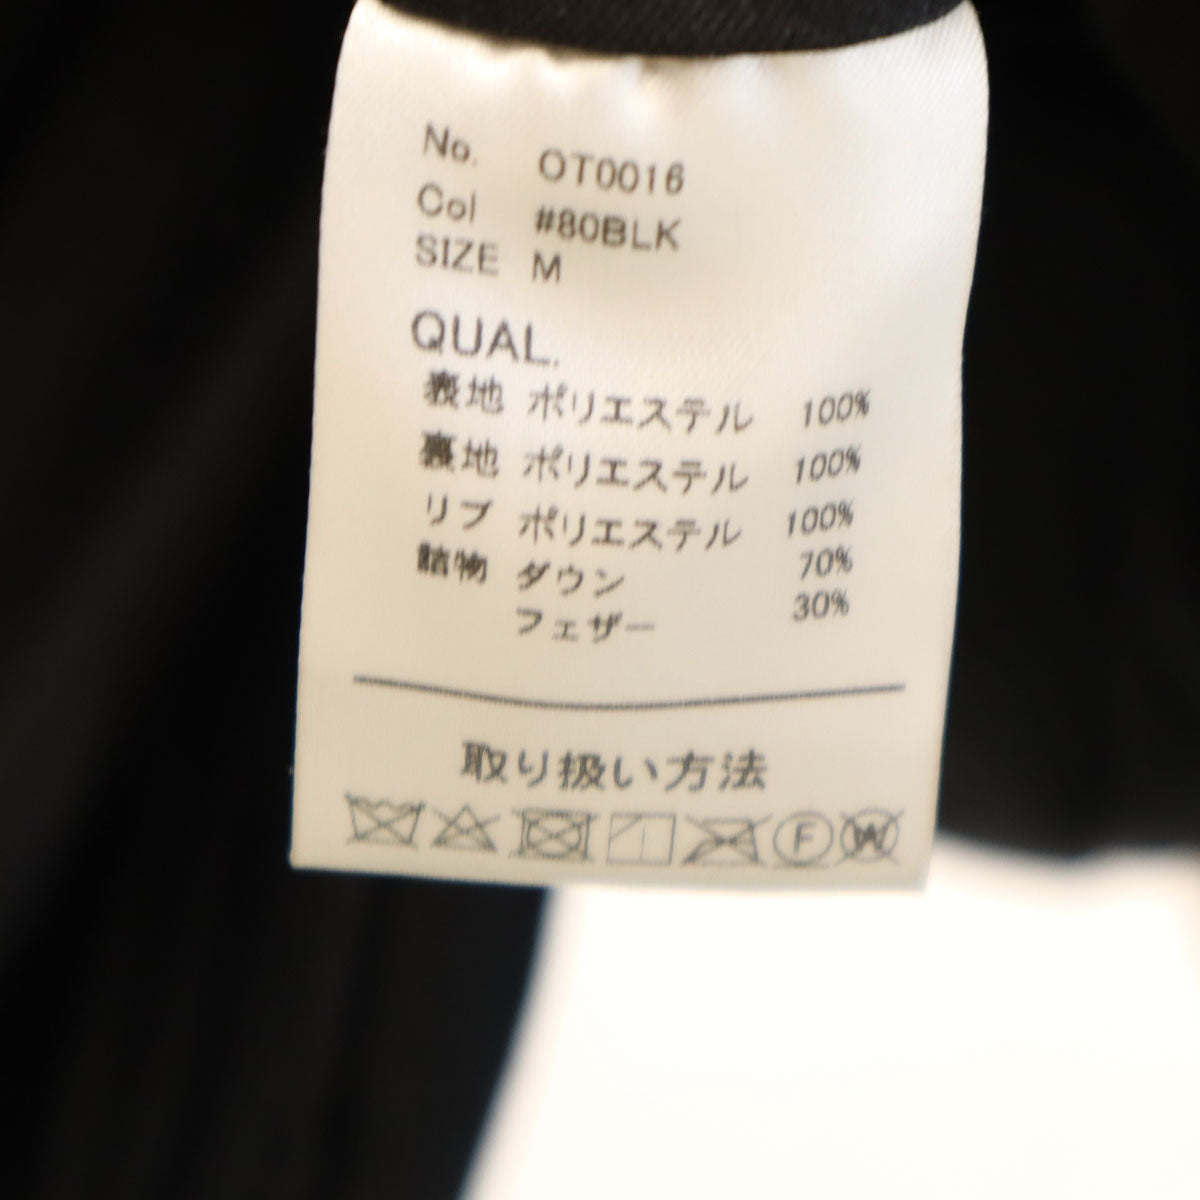 No. OT0016
Col #80BLK
SIZE M
QUAL.
表地 ポリエステル 100%
裏地 ポリエステル 100%
リブ ポリエステル 100%
詰物 ダウン 70%
フェザー 30%
取り扱い方法
F W